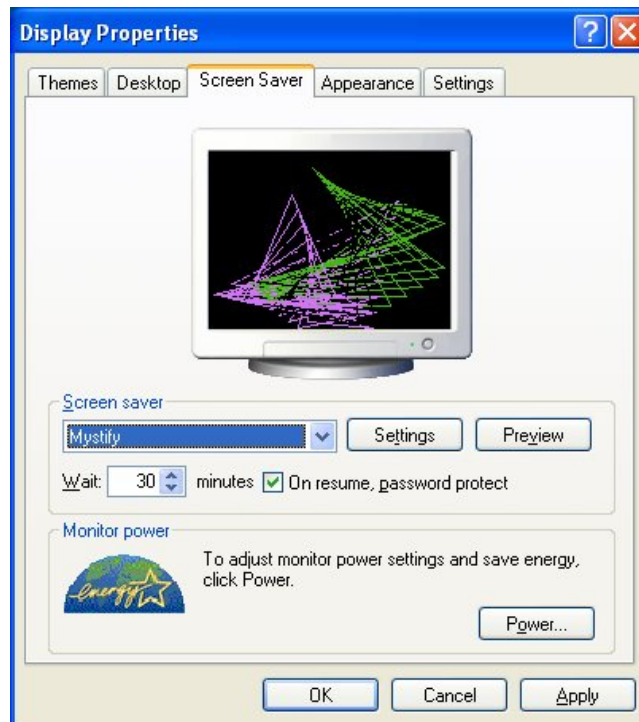 Display Properties
Themes Desktop Screen Saver Appearance Settings
Screen saver
Mystify Settings Preview
Wait: 30 minutes On resume, password protect
Monitor power
To adjust monitor power settings and save energy,
click Power.
energy
Power...
OK Cancel Apply